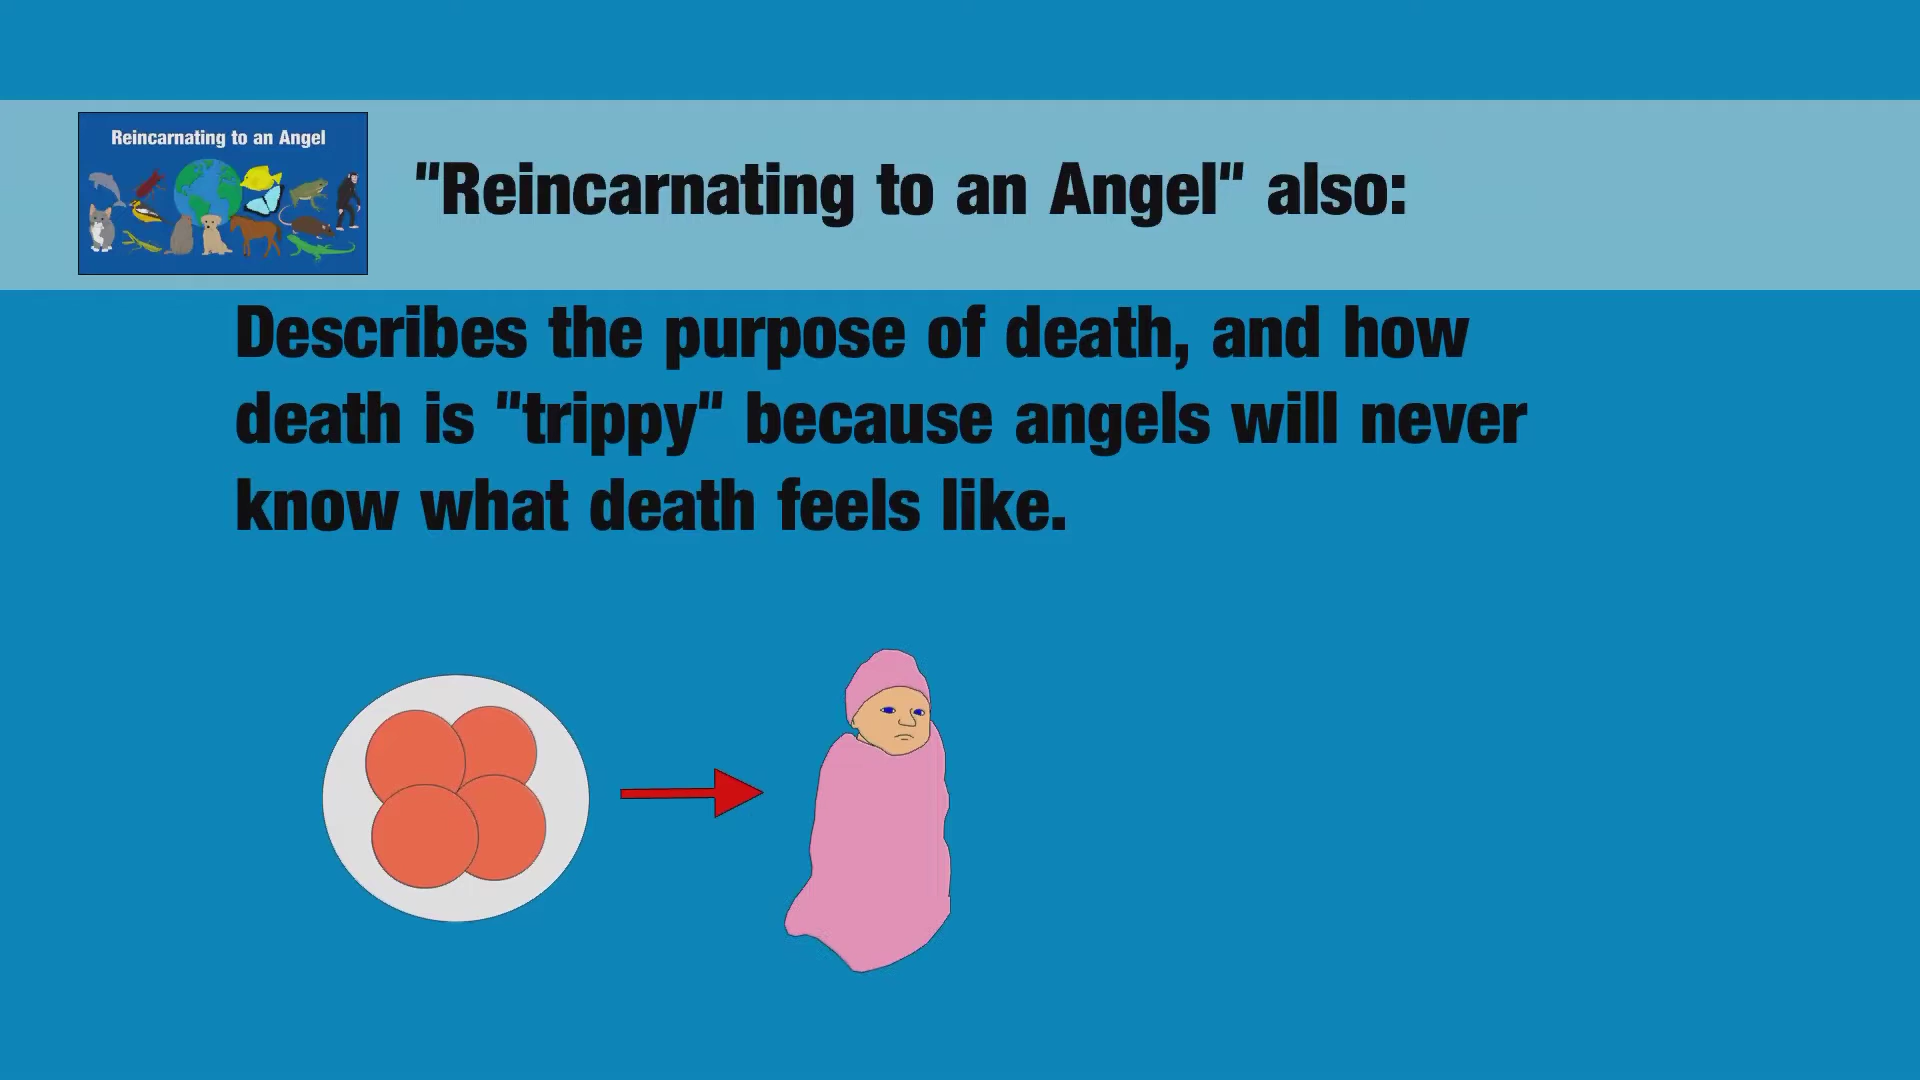 Reincarnating to an Angel
"Reincarnating to an Angel" also:
Describes the purpose of death, and how
death is "trippy" because angels will never
know what death feels like.